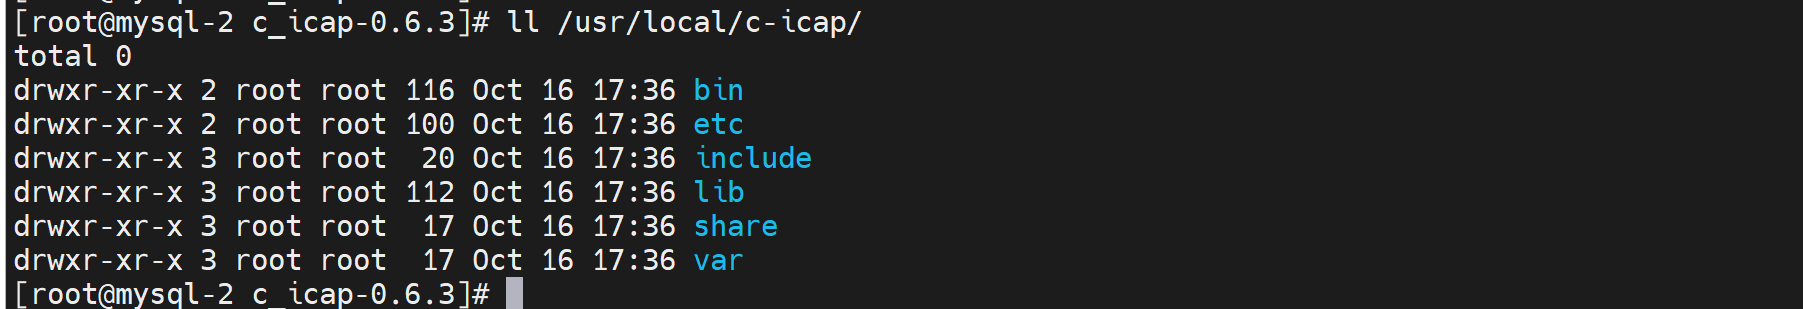 [root@mysql-2 c_icap-0.6.3]# ll /usr/local/c-icap/
total 0
drwxr-xr-x 2 root root 116 Oct 16 17:36 bin
drwxr-xr-x 2 root root 100 Oct 16 17:36 etc
drwxr-xr-x 3 root root  20 Oct 16 17:36 include
drwxr-xr-x 3 root root 112 Oct 16 17:36 lib
drwxr-xr-x 3 root root  17 Oct 16 17:36 share
drwxr-xr-x 3 root root  17 Oct 16 17:36 var
[root@mysql-2 c_icap-0.6.3]#